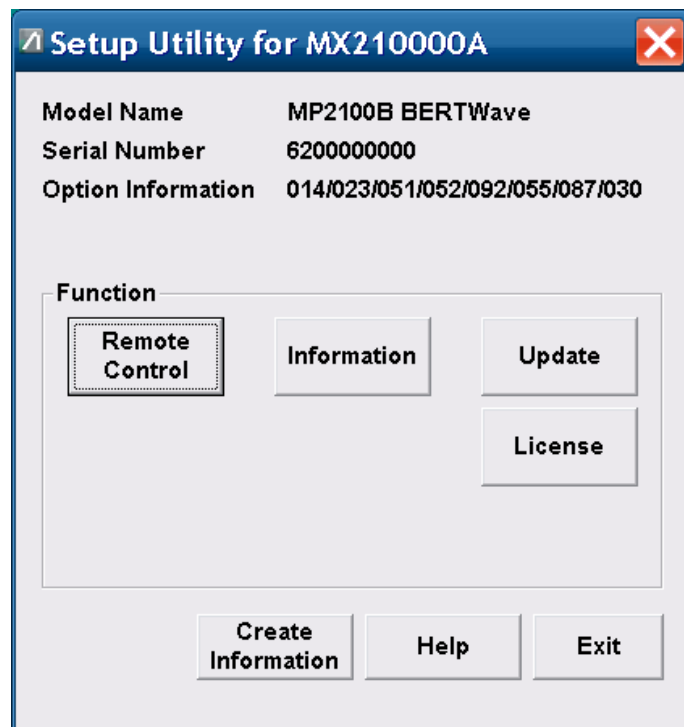 Setup Utility for MX210000A
Model Name MP2100B BERTWave
Serial Number 6200000000
Option Information 014/023/051/052/092/055/087/030
Function
Remote
Control
Information
Update
License
Create
Information
Help
Exit